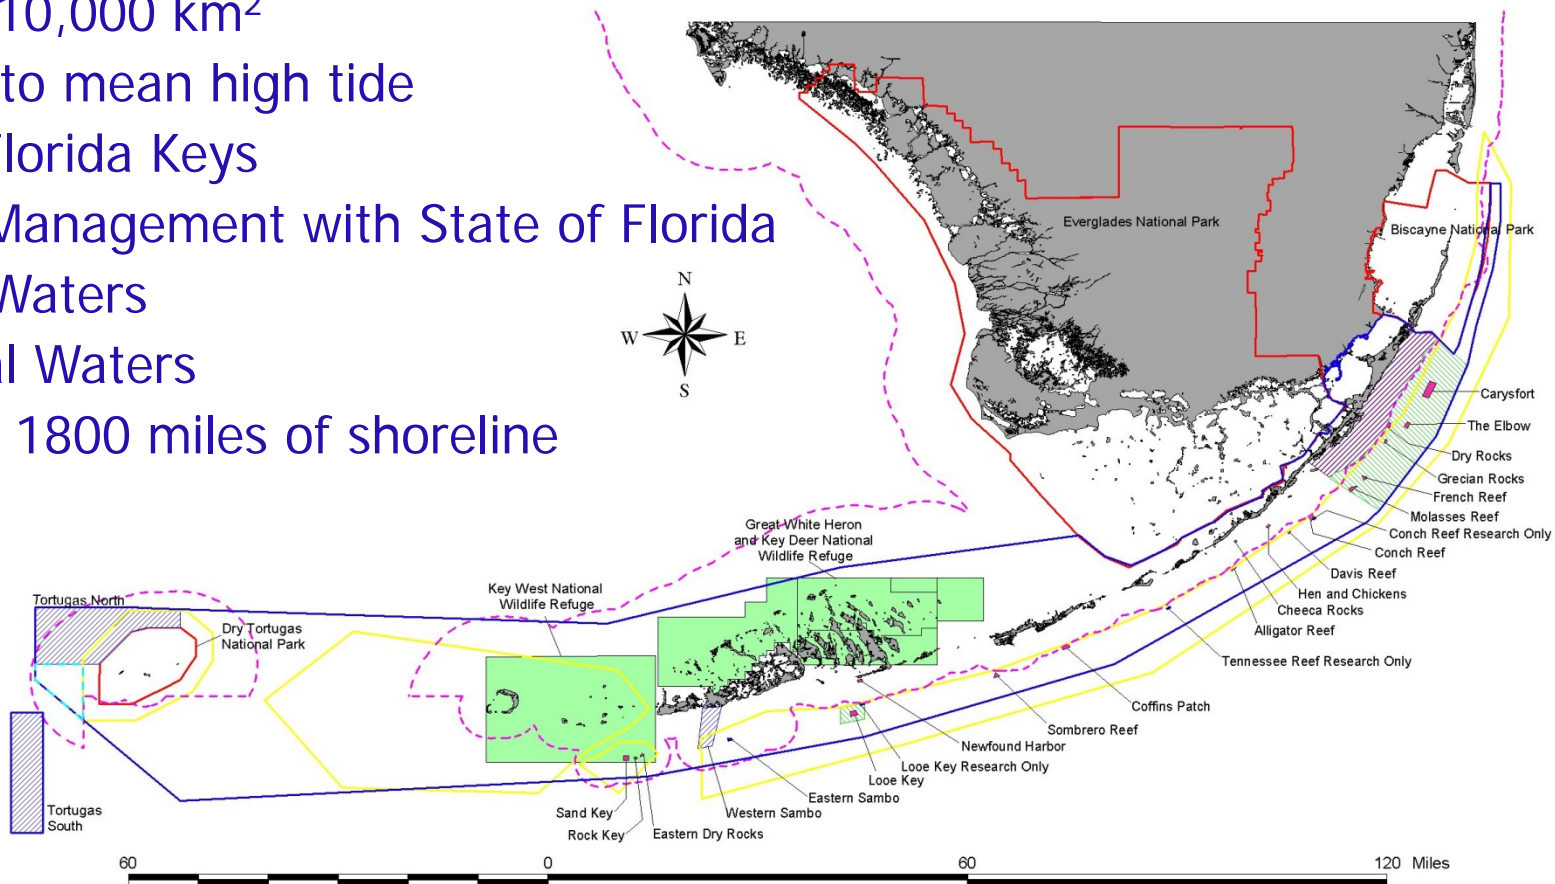 10,000 km²
to mean high tide
Florida Keys
Management with State of Florida
Waters
al Waters
1800 miles of shoreline
N
W
E
S
Everglades National Park
Biscayne National Park
Carysfort
The Elbow
Dry Rocks
Grecian Rocks
French Reef
Molasses Reef
Conch Reef Research Only
Conch Reef
Davis Reef
Hen and Chickens
Cheeca Rocks
Alligator Reef
Tennessee Reef Research Only
Coffins Patch
Sombrero Reef
Newfound Harbor
Looe Key Research Only
Looe Key
Eastern Sambo
Western Sambo
Eastern Dry Rocks
Rock Key
Sand Key
Great White Heron
and Key Deer National
Wildlife Refuge
Key West National
Wildlife Refuge
Tortugas North
Dry Tortugas
National Park
Tortugas
South
60
0
60
120 Miles